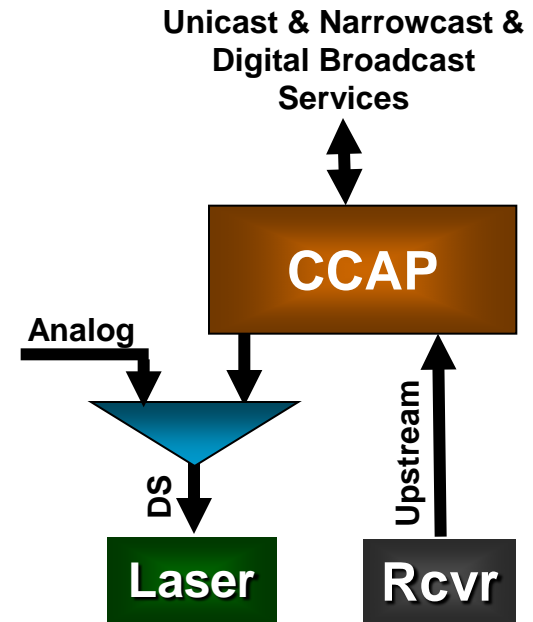 Unicast & Narrowcast &
Digital Broadcast
Services
CCAP
Analog
Upstream
DS
Laser
Rcvr